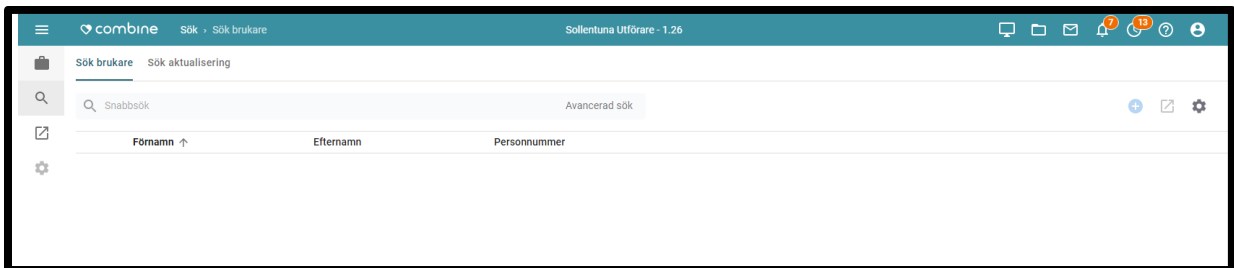 combine Sök › Sök brukare Sollentuna Utförare - 1.26 7 13
Sök brukare Sök aktualisering
Snabbsök Avancerad sök
Förnamn ↑ Efternamn Personnummer